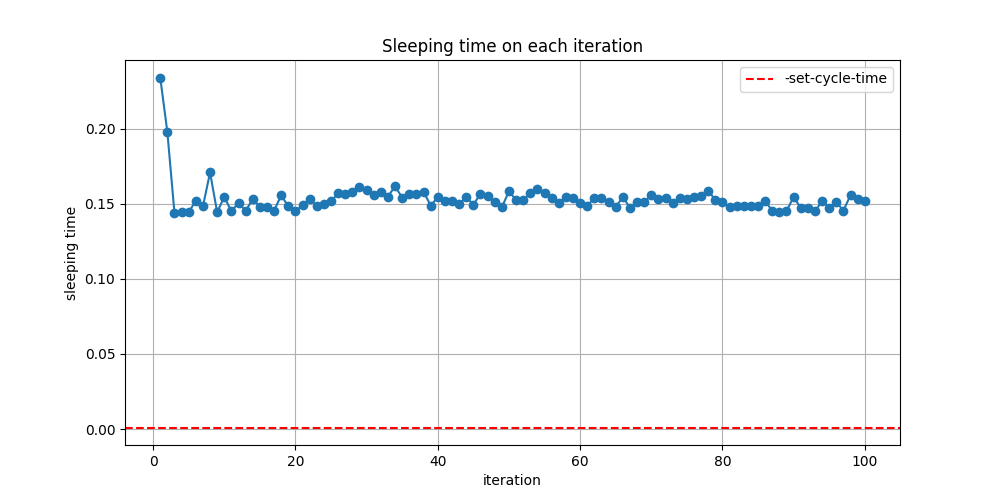 Sleeping time on each iteration
-set-cycle-time
0.20
0.15
0.10
0.05
0.00
sleeping time
0 20 40 60 80 100
iteration